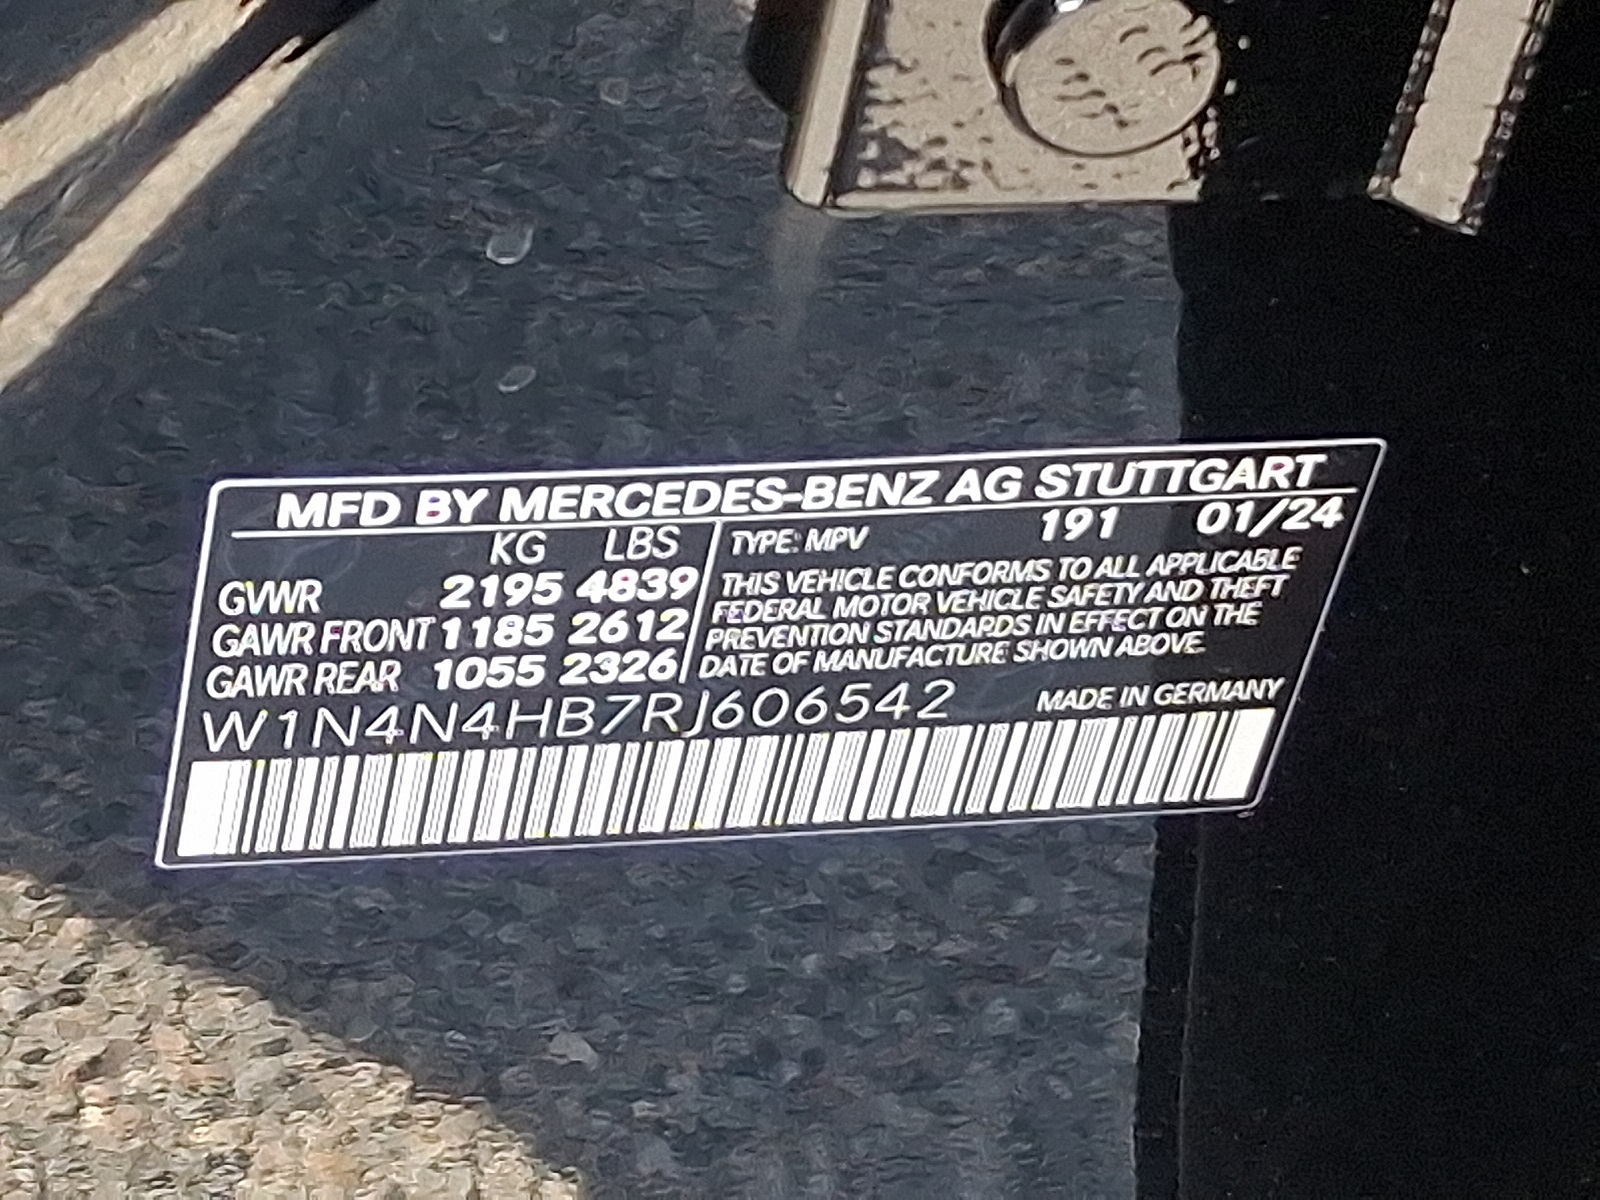 MFD BY MERCEDES-BENZ AG STUTTGART
KG LBS
GVWR 2195 4839
GAWR FRONT 1185 2612
GAWR REAR 1055 2326
TYPE: MPV 191 01/24
THIS VEHICLE CONFORMS TO ALL APPLICABLE
FEDERAL MOTOR VEHICLE SAFETY AND THEFT
PREVENTION STANDARDS IN EFFECT ON THE
DATE OF MANUFACTURE SHOWN ABOVE.
W1N4N4HB7RJ606542 MADE IN GERMANY